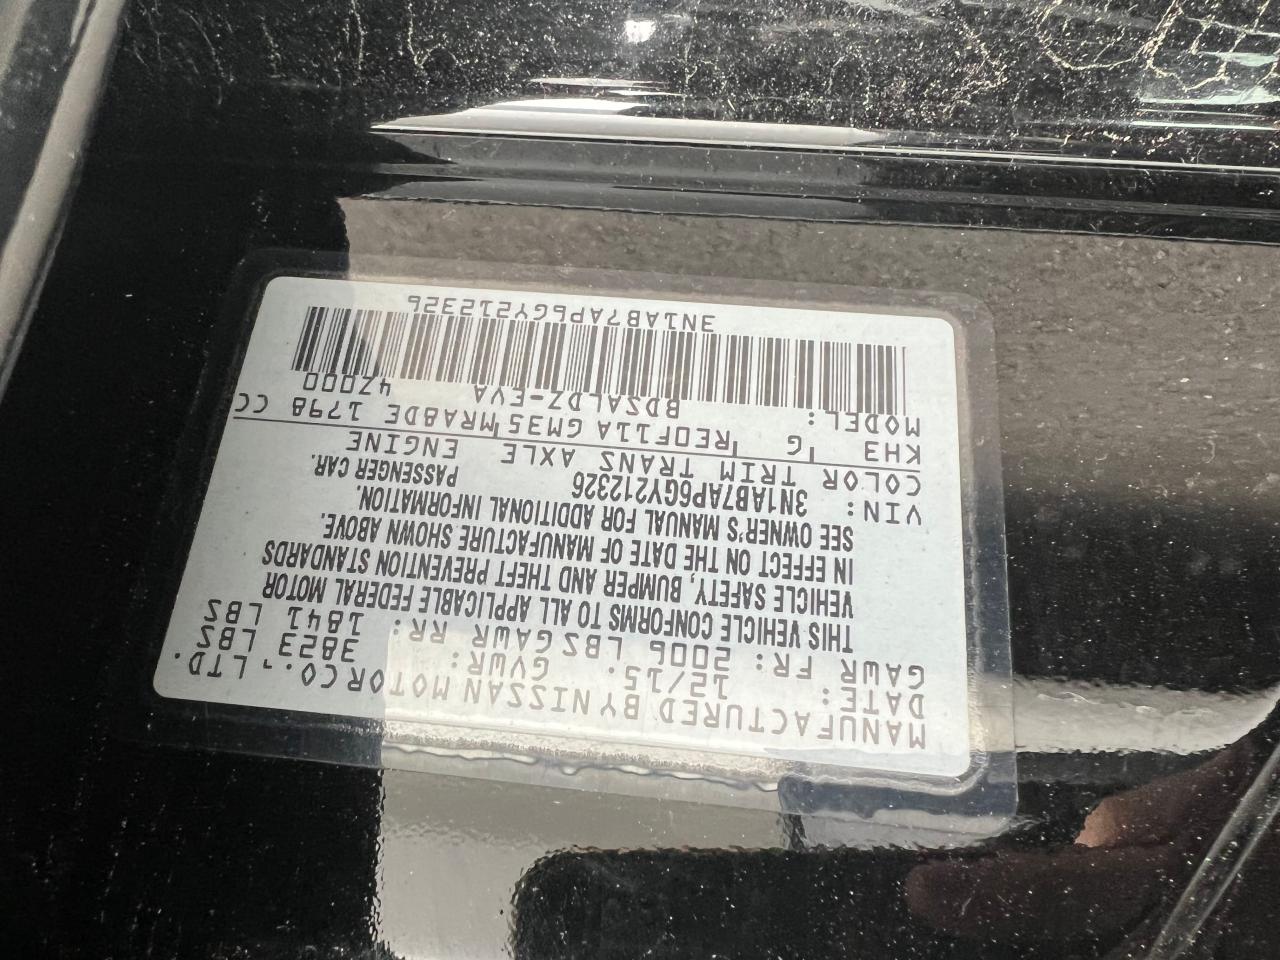 MANUFACTURED BY NISSAN MOTOR CO., LTD.
DATE: 12/15. GVWR: 3823 LBS
GAWR FR: 2006 LBS GAWR RR: 1841 LBS
THIS VEHICLE CONFORMS TO ALL APPLICABLE FEDERAL MOTOR
VEHICLE SAFETY, BUMPER AND THEFT PREVENTION STANDARDS
IN EFFECT ON THE DATE OF MANUFACTURE SHOWN ABOVE.
SEE OWNER'S MANUAL FOR ADDITIONAL INFORMATION.
VIN: 3N1AB7AP6GY212326 PASSENGER CAR.
COLOR TRIM TRANS AXLE ENGINE
KH3 G RE0F11A GM35 MRA8DE 1798 CC
MODEL: BDSALDZ-EVA 4Z000
3N1AB7AP6GY212326